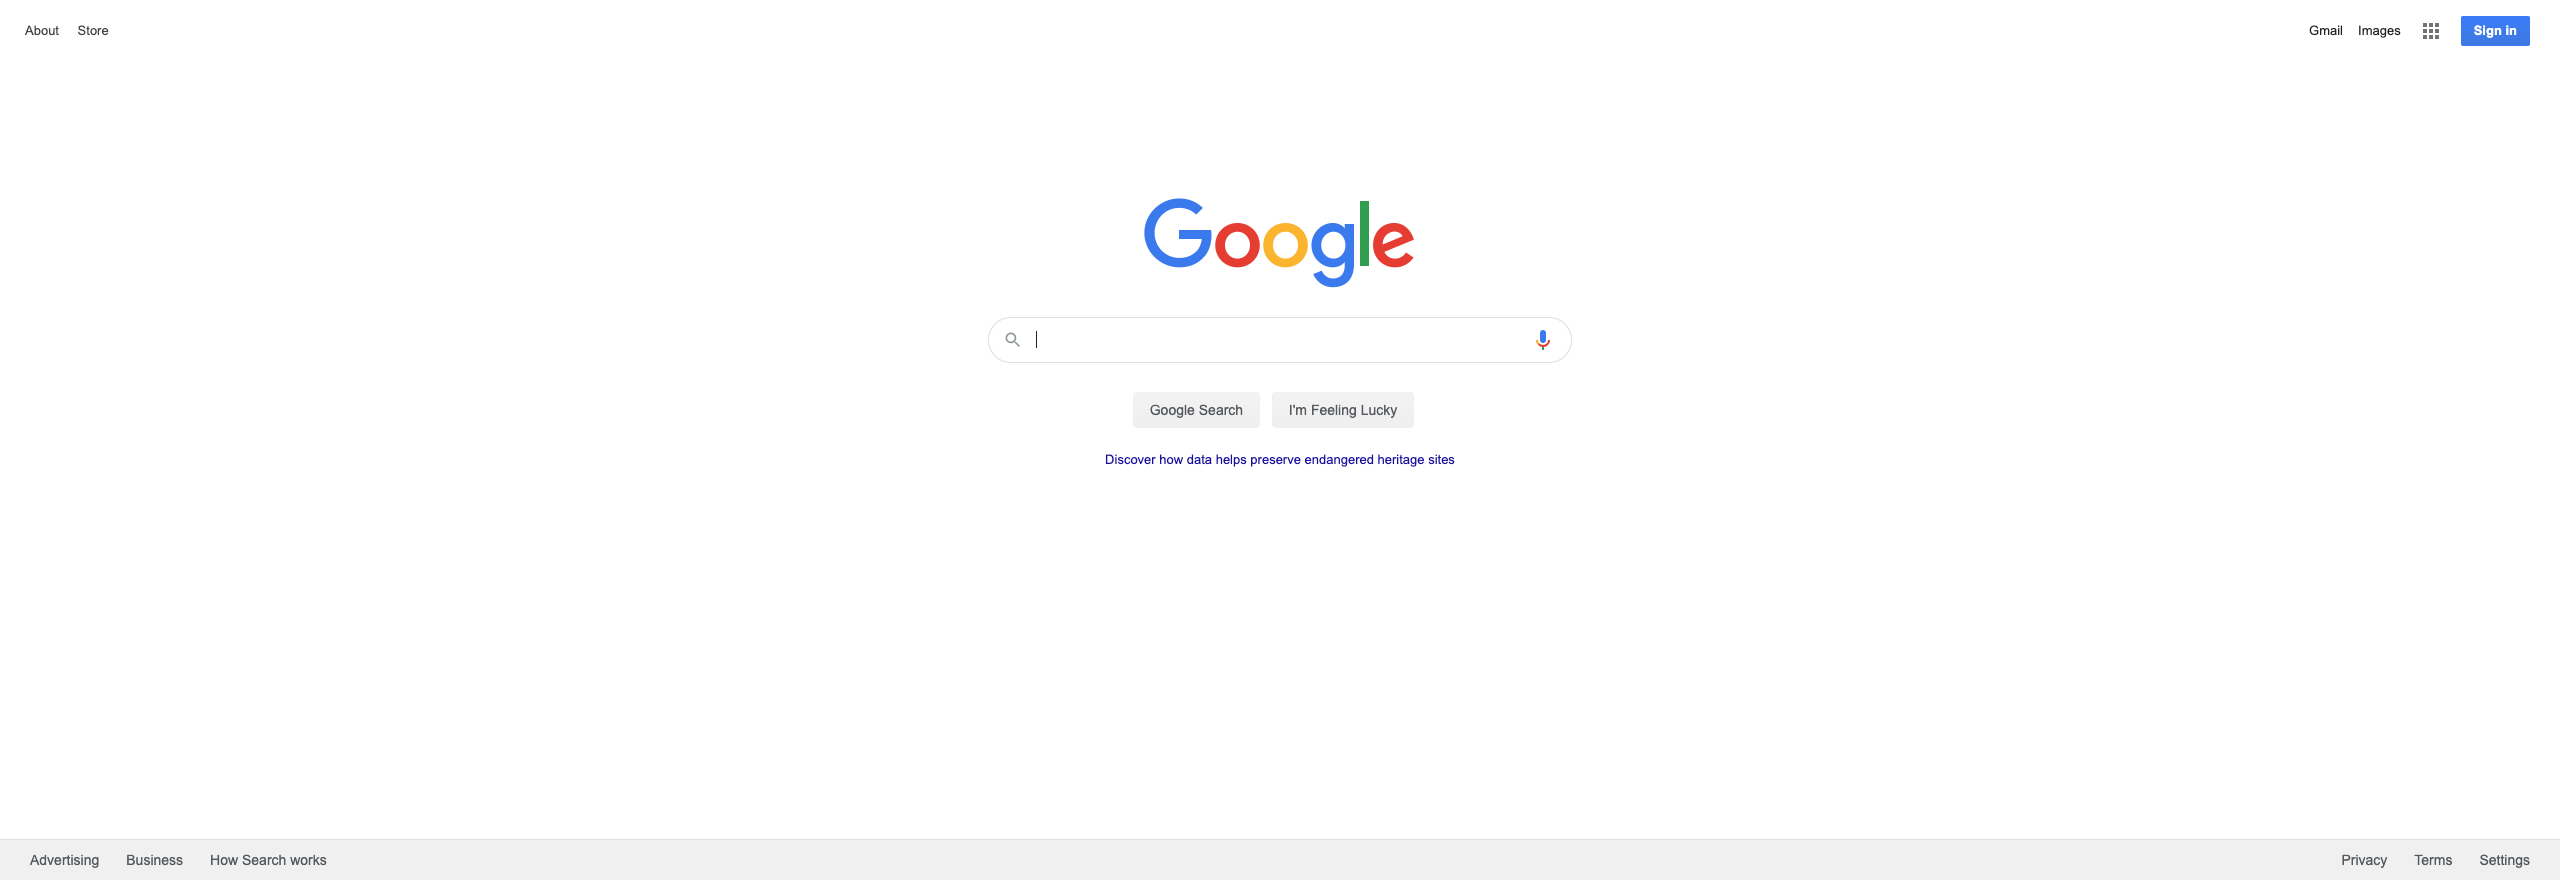 About Store Gmail Images Sign in
Google
Google Search I'm Feeling Lucky
Discover how data helps preserve endangered heritage sites
Advertising Business How Search works Privacy Terms Settings